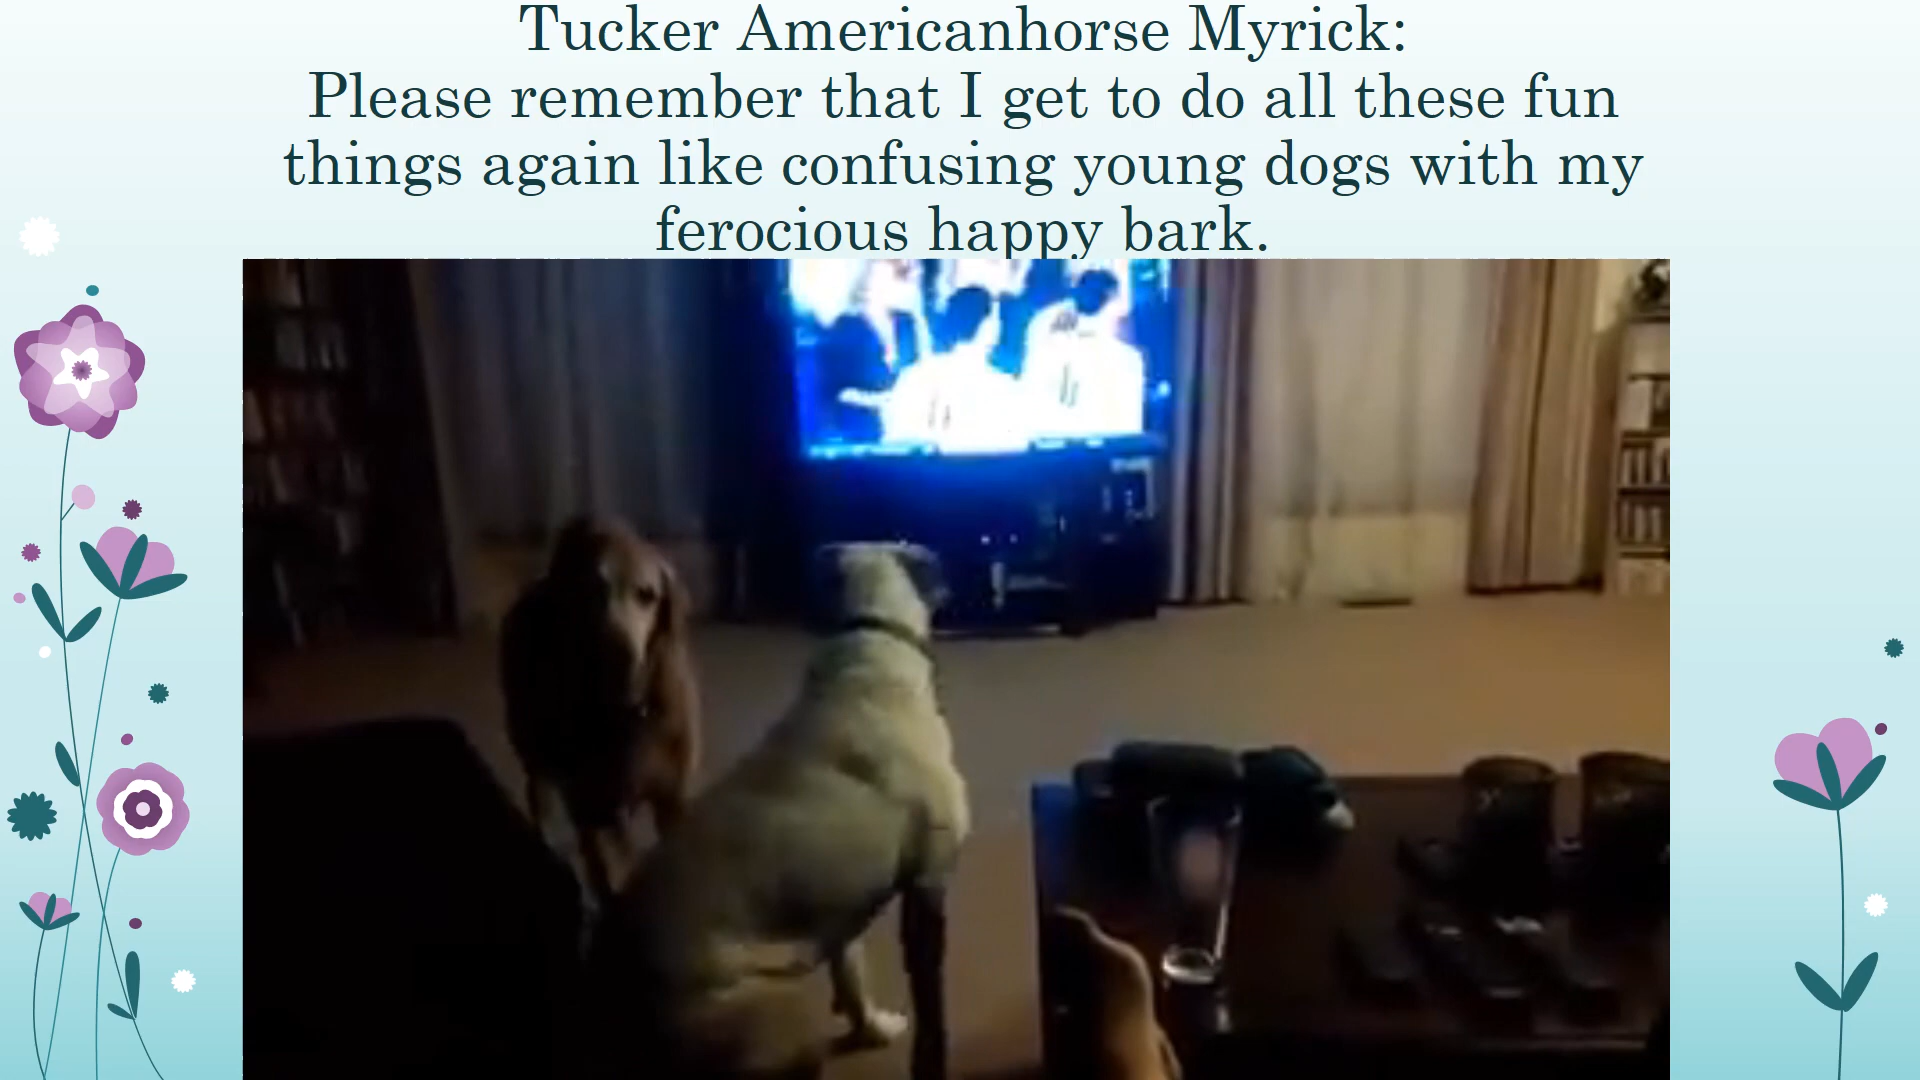 Tucker Americanhorse Myrick:
Please remember that I get to do all these fun
things again like confusing young dogs with my
ferocious happy bark.